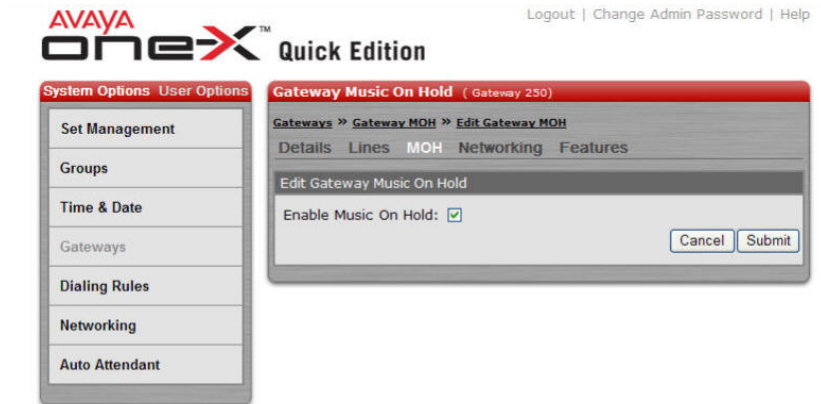 Logout | Change Admin Password | Help
AVAYA
one-X™ Quick Edition
System Options User Options
Set Management
Groups
Time & Date
Gateways
Dialing Rules
Networking
Auto Attendant
Gateway Music On Hold ( Gateway 250)
Gateways » Gateway MOH » Edit Gateway MOH
Details Lines MOH Networking Features
Edit Gateway Music On Hold
Enable Music On Hold:
Cancel Submit